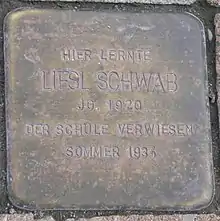 HIER LERNTE
LIESL SCHWAB
JG. 1920
DER SCHULE VERWIESEN
SOMMER 1934